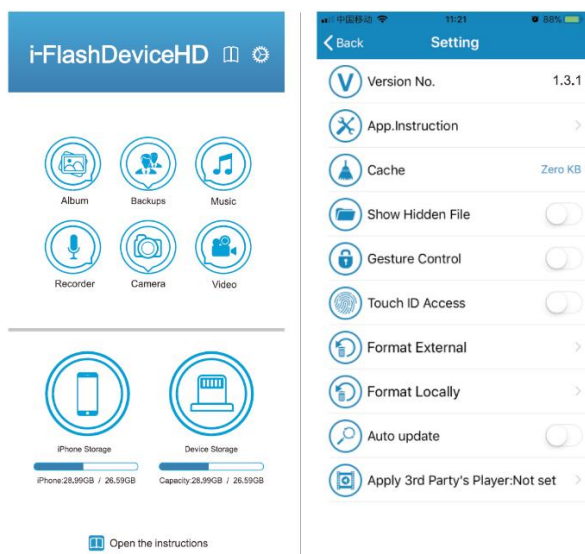 i-FlashDeviceHD
Album Backups Music
Recorder Camera Video
iPhone Storage Device Storage
iPhone:28.99GB / 26.59GB Capacity:28.99GB / 26.59GB
Open the instructions
中国移动 11:21 88%
Back Setting
V Version No. 1.3.1
App.Instruction
Cache Zero KB
Show Hidden File
Gesture Control
Touch ID Access
Format External
Format Locally
Auto update
Apply 3rd Party's Player:Not set